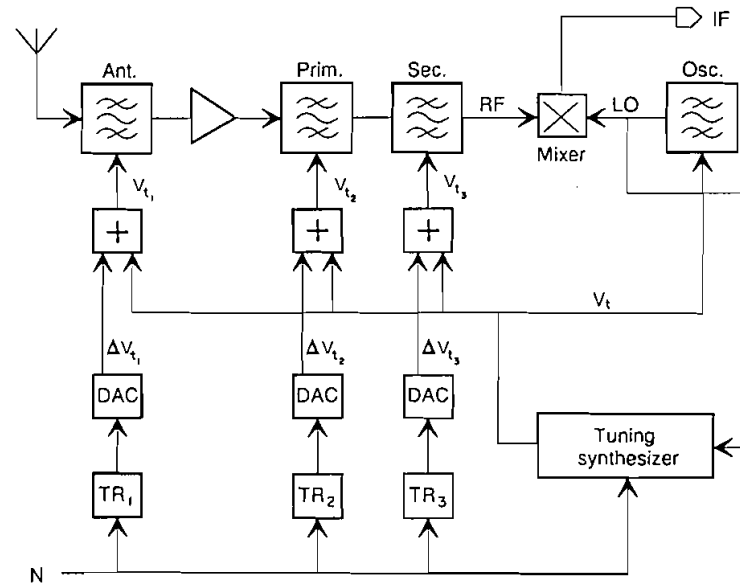 IF
Ant.
Prim.
Sec.
Osc.
RF
LO
Mixer
Vt1
Vt2
Vt3
+
+
+
Vt
ΔVt1
ΔVt2
ΔVt3
DAC
DAC
DAC
Tuning
synthesizer
TR1
TR2
TR3
N